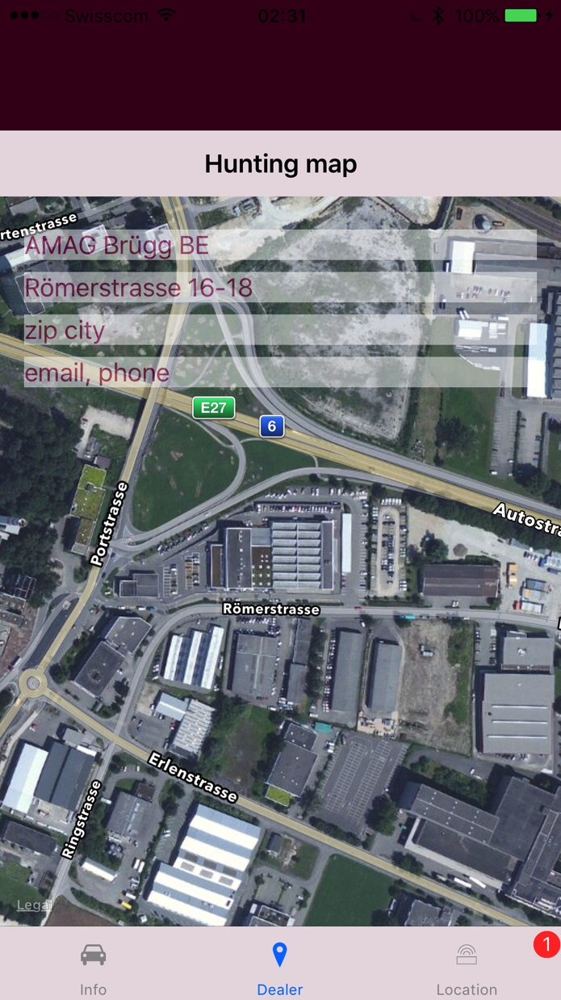 Swisscom 02:31 100%
Hunting map
rtenstrasse
AMAG Brügg BE
Römerstrasse 16-18
zip city
email, phone
E27
6
Autostra
Portstrasse
Römerstrasse
Erlenstrasse
Ringstrasse
Legal
1
Info Dealer Location